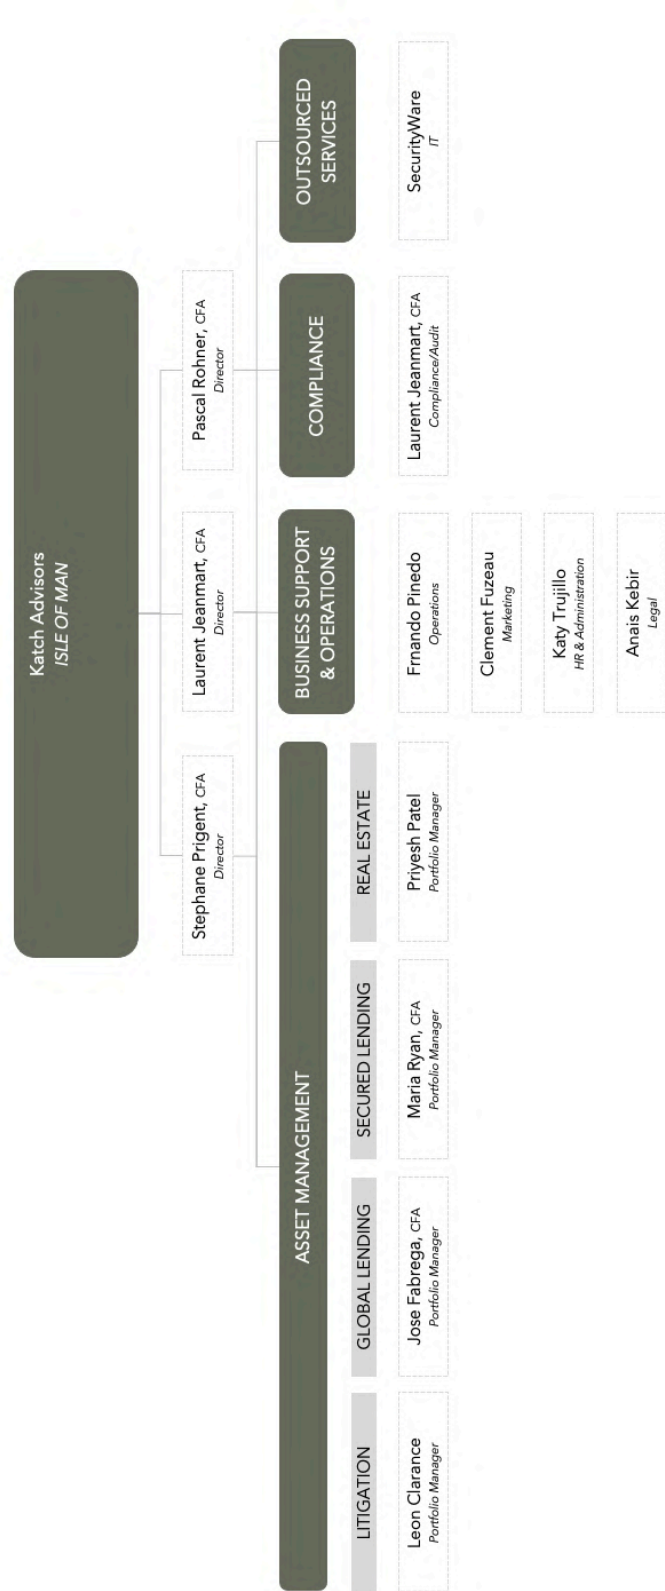 Katch Advisors
ISLE OF MAN
Stephane Prigent, CFA
Director
Laurent Jeanmart, CFA
Director
Pascal Rohner, CFA
Director
ASSET MANAGEMENT
BUSINESS SUPPORT
& OPERATIONS
COMPLIANCE
OUTSOURCED
SERVICES
LITIGATION
GLOBAL LENDING
SECURED LENDING
REAL ESTATE
Leon Clarance
Portfolio Manager
Jose Fabrega, CFA
Portfolio Manager
Maria Ryan, CFA
Portfolio Manager
Priyesh Patel
Portfolio Manager
Frnando Pinedo
Operations
Laurent Jeanmart, CFA
Compliance/Audit
SecurityWare
IT
Clement Fuzeau
Marketing
Katy Trujillo
HR & Administration
Anais Kebir
Legal